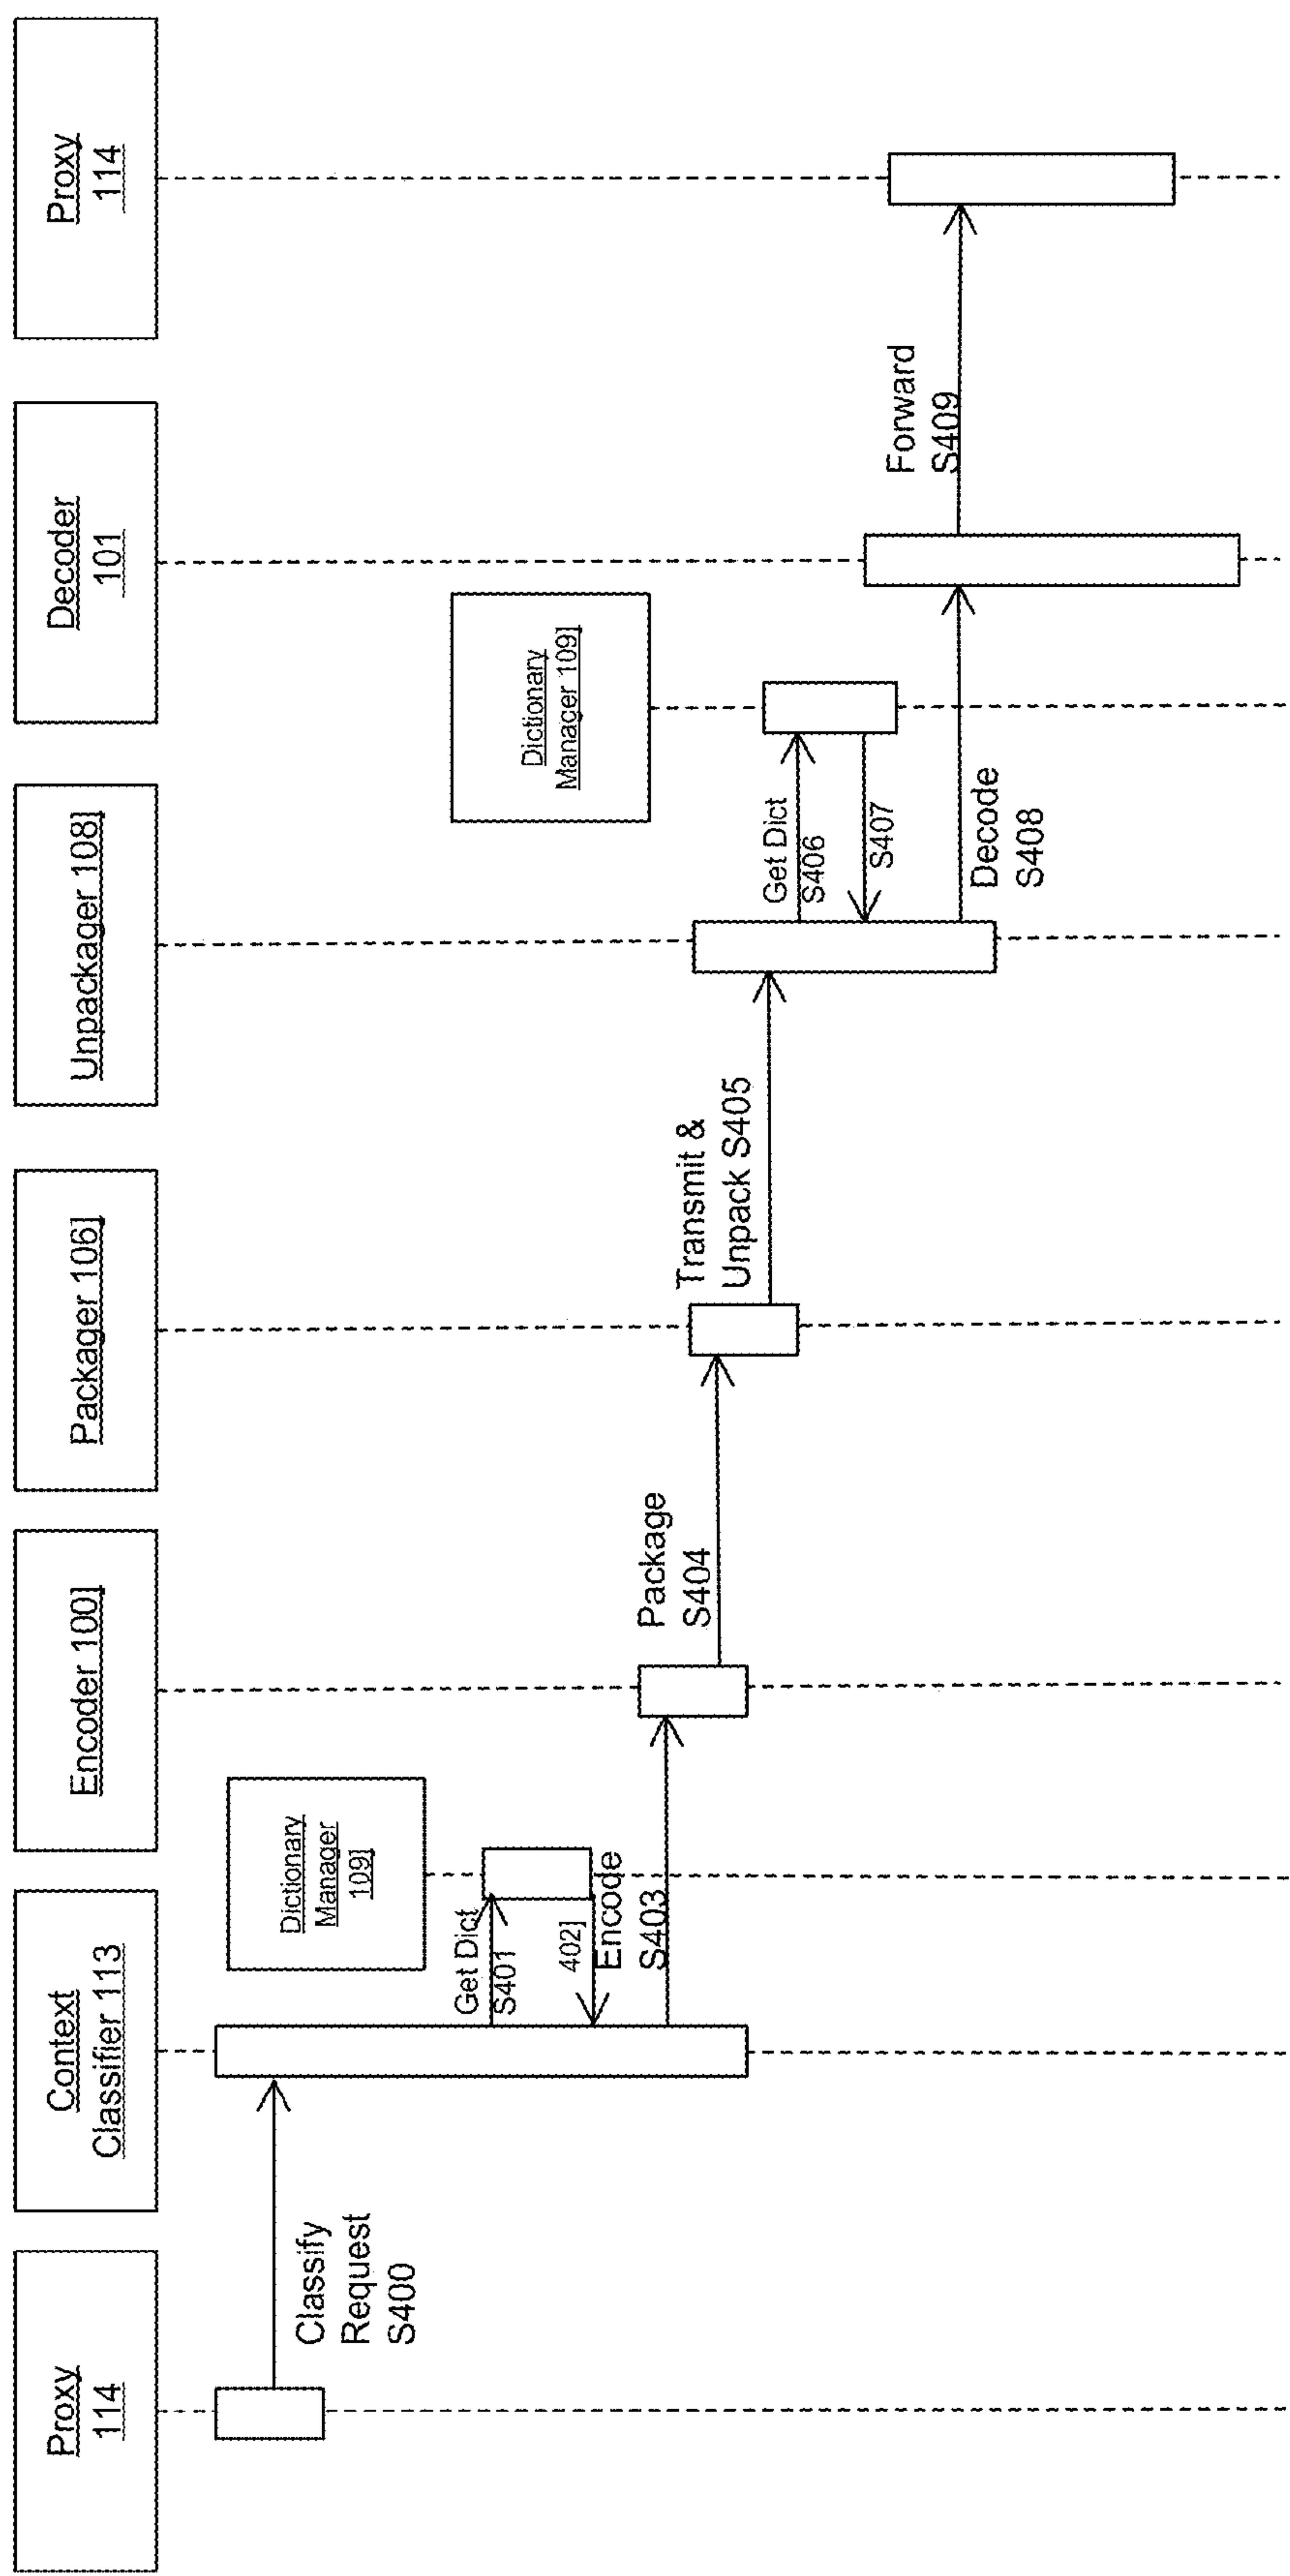 Proxy
114
Context
Classifier 113
Encoder 100]
Packager 106]
Unpackager 108]
Decoder
101
Proxy
114
Dictionary
Manager
109]
Dictionary
Manager 109]
Classify
Request
S400
Get Dict
S401
402]
Encode
S403
Package
S404
Transmit &
Unpack S405
Get Dict
S406
S407
Decode
S408
Forward
S409